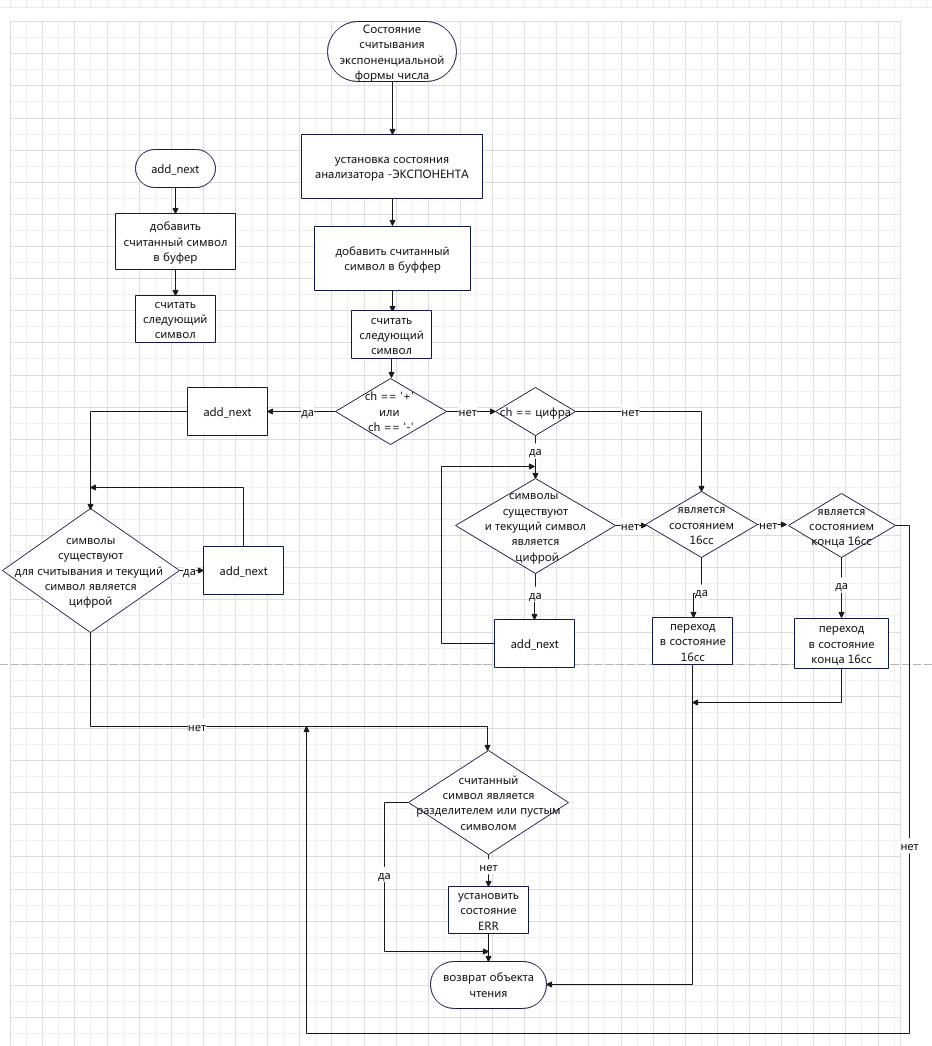 Состояние
считывания
экспоненциальной
формы числа
установка состояния
анализатора -ЭКСПОНЕНТА
add_next
добавить
считанный символ
в буфер
добавить считанный
символ в буффер
считать
следующий
символ
считать
следующий
символ
add_next
да
ch == '+'
или
ch == '-'
нет
ch == цифра
нет
да
символы
существуют
и текущий символ
является
цифрой
нет
является
состоянием
16сс
нет
является
состоянием
конца 16сс
символы
существуют
для считывания и текущий
символ является
цифрой
да
add_next
да
да
да
add_next
переход
в состояние
16сс
переход
в состояние
конца 16сс
нет
считанный
символ является
разделителем или пустым
символом
нет
да
нет
установить
состояние
ERR
возврат объекта
чтения